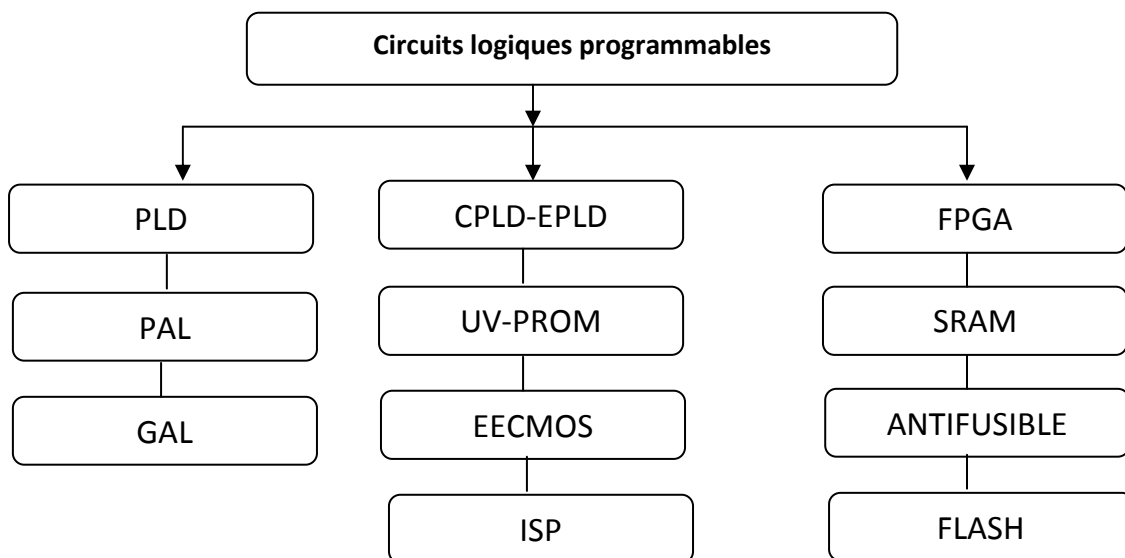 Circuits logiques programmables
PLD
CPLD-EPLD
FPGA
PAL
UV-PROM
SRAM
GAL
EECMOS
ANTIFUSIBLE
ISP
FLASH